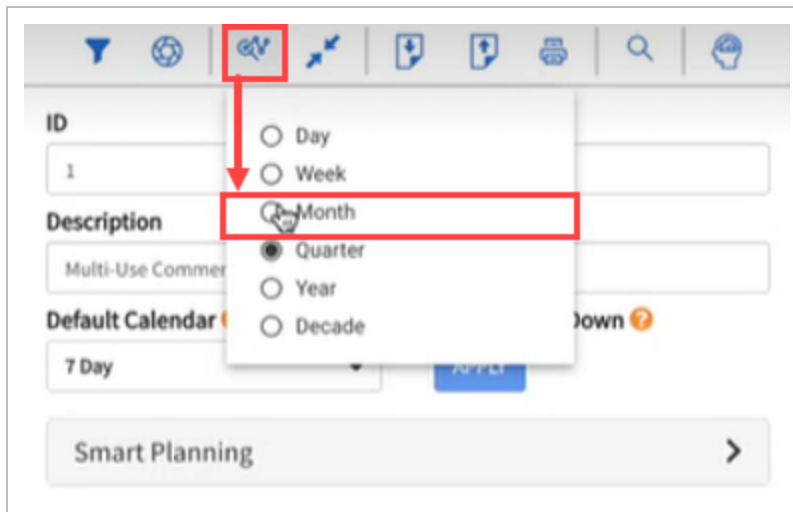 ID
Day
1
Week
Month
Description
Quarter
Multi-Use Commer
Year
Default Calendar
Decade
Down ?
7 Day
APPLY
Smart Planning